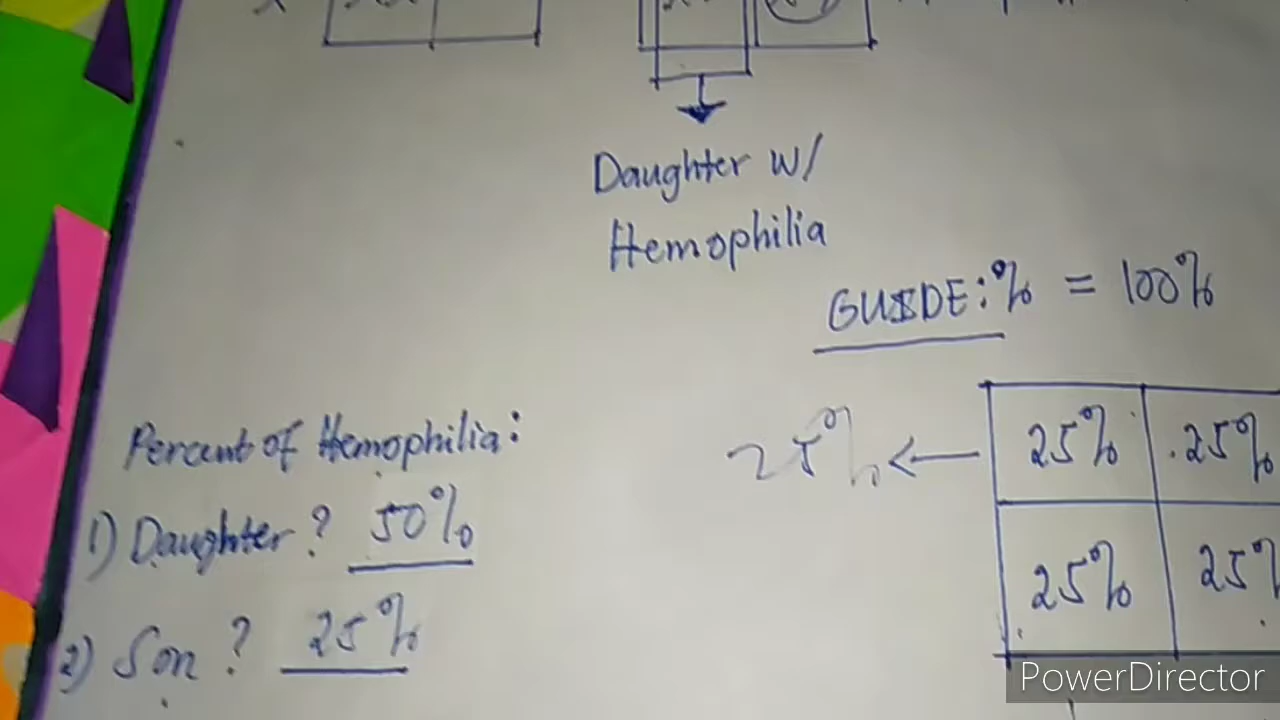 Daughter w/
Hemophilia
GUIDE: % = 100%
25% ← 25% 25%
25% 25%
Percent of Hemophilia:
1) Daughter? 50%
2) Son? 25%
PowerDirector